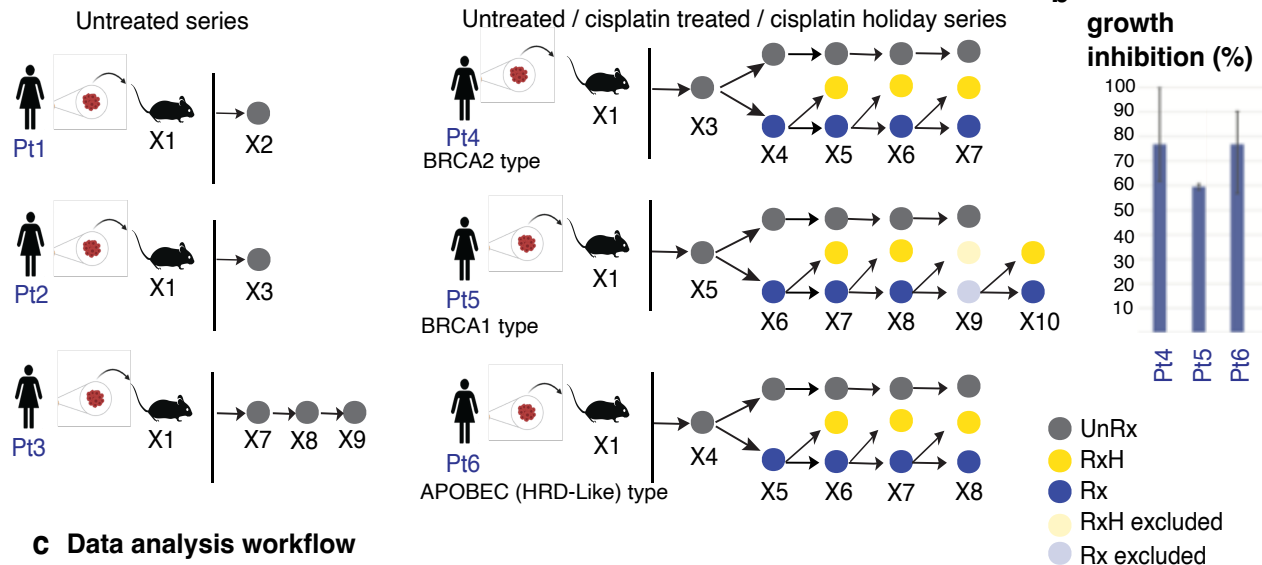 Untreated series
Pt1
X1
X2
Pt2
X1
X3
Pt3
X1
X7 X8 X9
Untreated / cisplatin treated / cisplatin holiday series
Pt4
BRCA2 type
X1
X3
X4 X5 X6 X7
Pt5
BRCA1 type
X1
X5
X6 X7 X8 X9 X10
Pt6
APOBEC (HRD-Like) type
X1
X4
X5 X6 X7 X8
growth
inhibition (%)
100
90
80
70
60
50
40
30
20
10
Pt4
Pt5
Pt6
UnRx
RxH
Rx
RxH excluded
Rx excluded
c Data analysis workflow